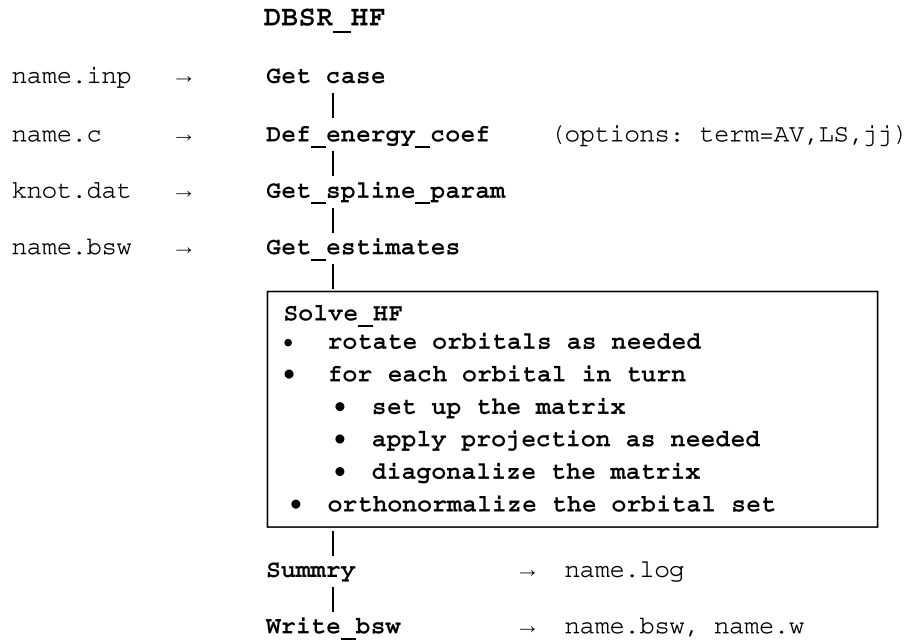 DBSR_HF
name.inp → Get case
name.c → Def_energy_coef (options: term=AV,LS,jj)
knot.dat → Get_spline_param
name.bsw → Get_estimates
Solve_HF
• rotate orbitals as needed
• for each orbital in turn
• set up the matrix
• apply projection as needed
• diagonalize the matrix
• orthonormalize the orbital set
Summry → name.log
Write_bsw → name.bsw, name.w